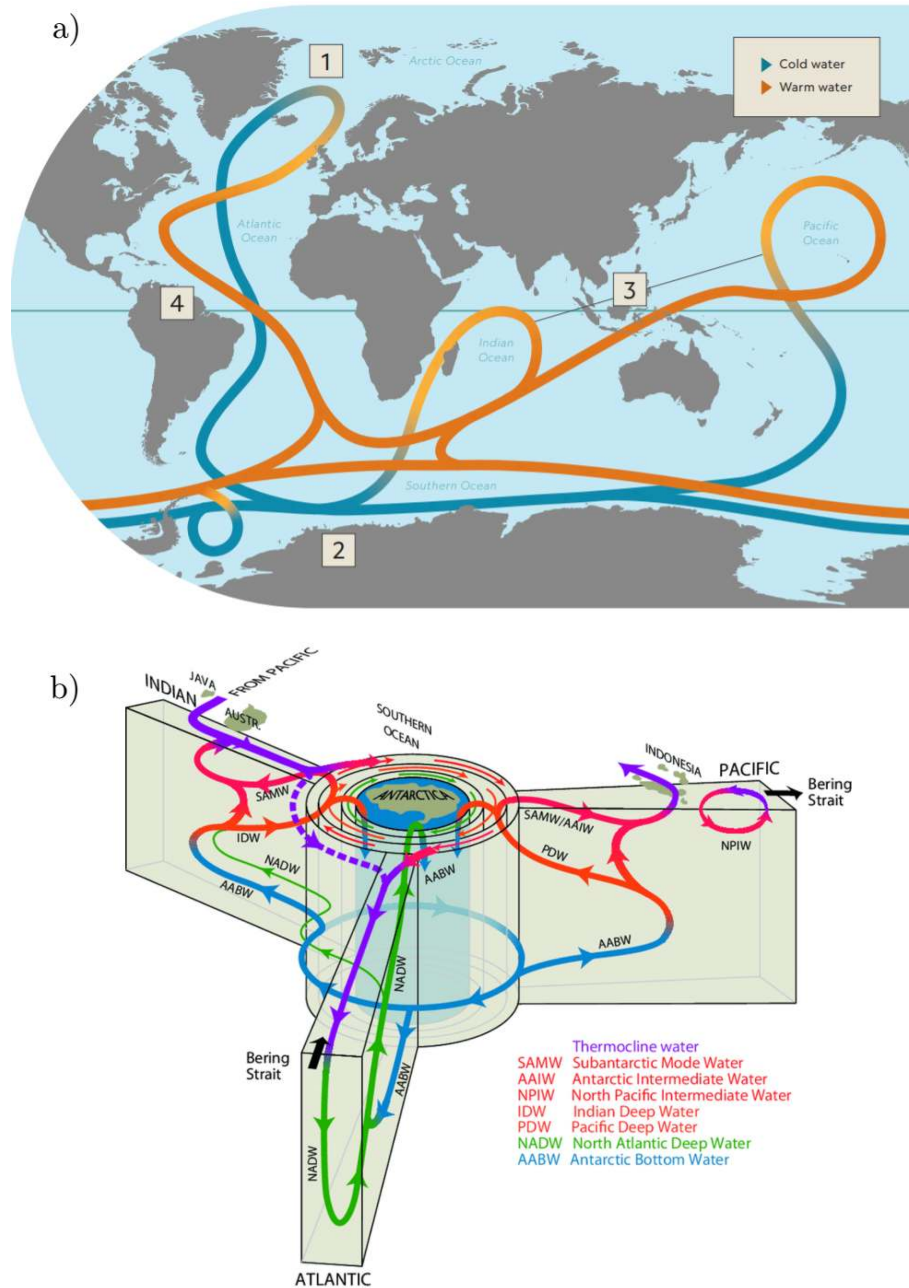 a)
1
Arctic Ocean
Cold water
Warm water
Atlantic
Ocean
Pacific
Ocean
3
4
Indian
Ocean
Southern Ocean
2
b)
JAVA
INDIAN
FROM PACIFIC
AUSTR.
SOUTHERN
OCEAN
INDONESIA
PACIFIC
Bering
Strait
ANTARCTICA
SAMW
SAMW/AAIW
NPIW
IDW
PDW
NADW
AABW
AABW
AABW
NADW
Bering
Strait
AABW
NADW
Thermocline water
SAMW Subantarctic Mode Water
AAIW Antarctic Intermediate Water
NPIW North Pacific Intermediate Water
IDW Indian Deep Water
PDW Pacific Deep Water
NADW North Atlantic Deep Water
AABW Antarctic Bottom Water
ATLANTIC